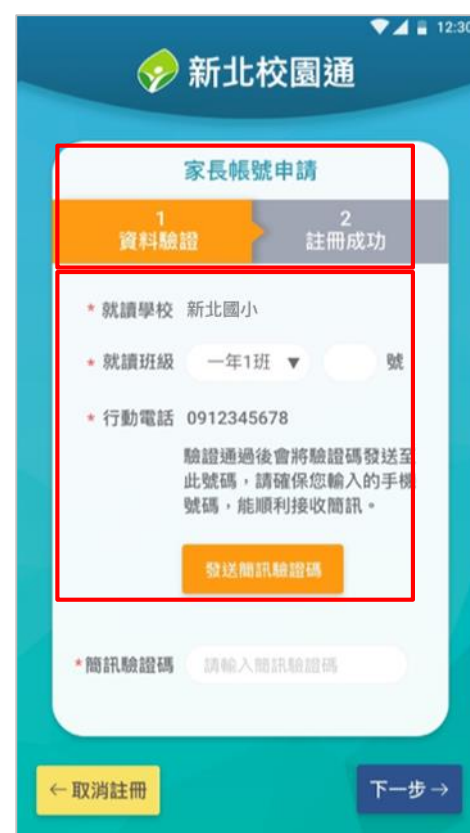 12:30
新北校園通
家長帳號申請
1
資料驗證
2
註冊成功
* 就讀學校 新北國小
* 就讀班級 一年1班 ▼ 號
* 行動電話 0912345678
驗證通過後會將驗證碼發送至
此號碼，請確保您輸入的手機
號碼，能順利接收簡訊。
發送簡訊驗證碼
*簡訊驗證碼 請輸入簡訊驗證碼
←取消註冊
下一步→